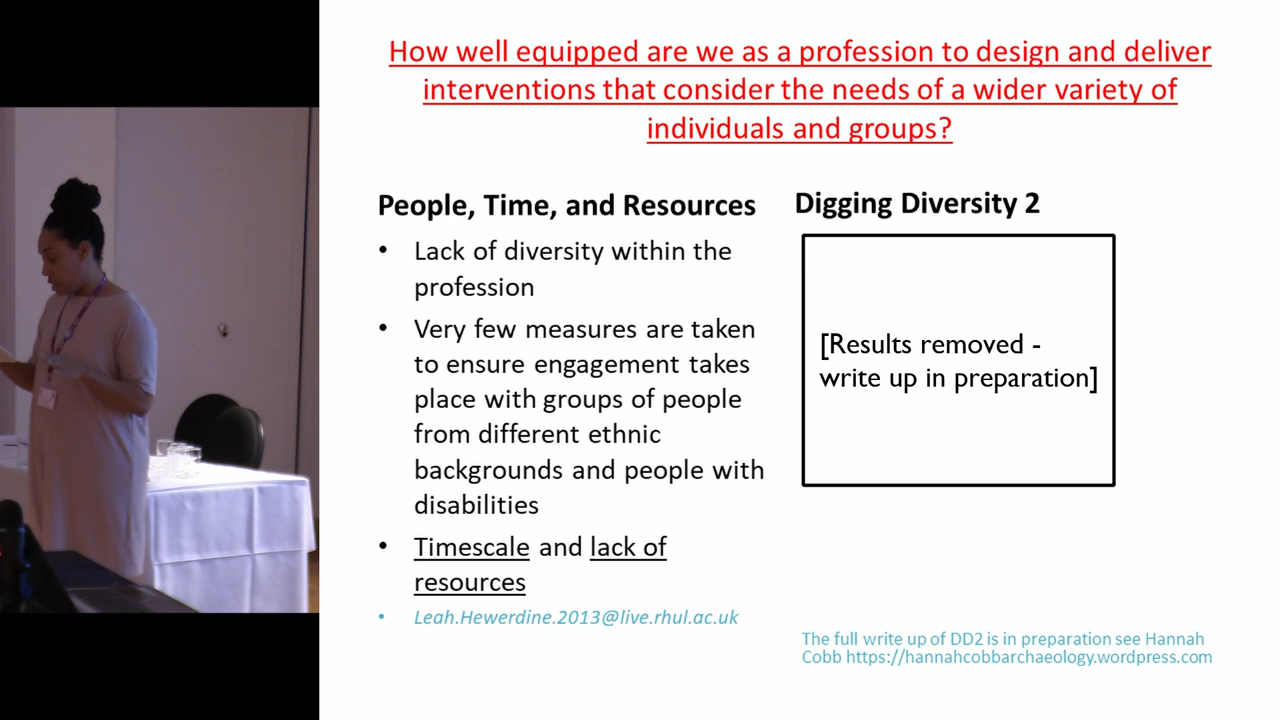 How well equipped are we as a profession to design and deliver
interventions that consider the needs of a wider variety of
individuals and groups?
People, Time, and Resources
• Lack of diversity within the
profession
• Very few measures are taken
to ensure engagement takes
place with groups of people
from different ethnic
backgrounds and people with
disabilities
• Timescale and lack of
resources
• Leah.Hewerdine.2013@live.rhul.ac.uk
Digging Diversity 2
[Results removed -
write up in preparation]
The full write up of DD2 is in preparation see Hannah
Cobb https://hannahcobbarchaeology.wordpress.com